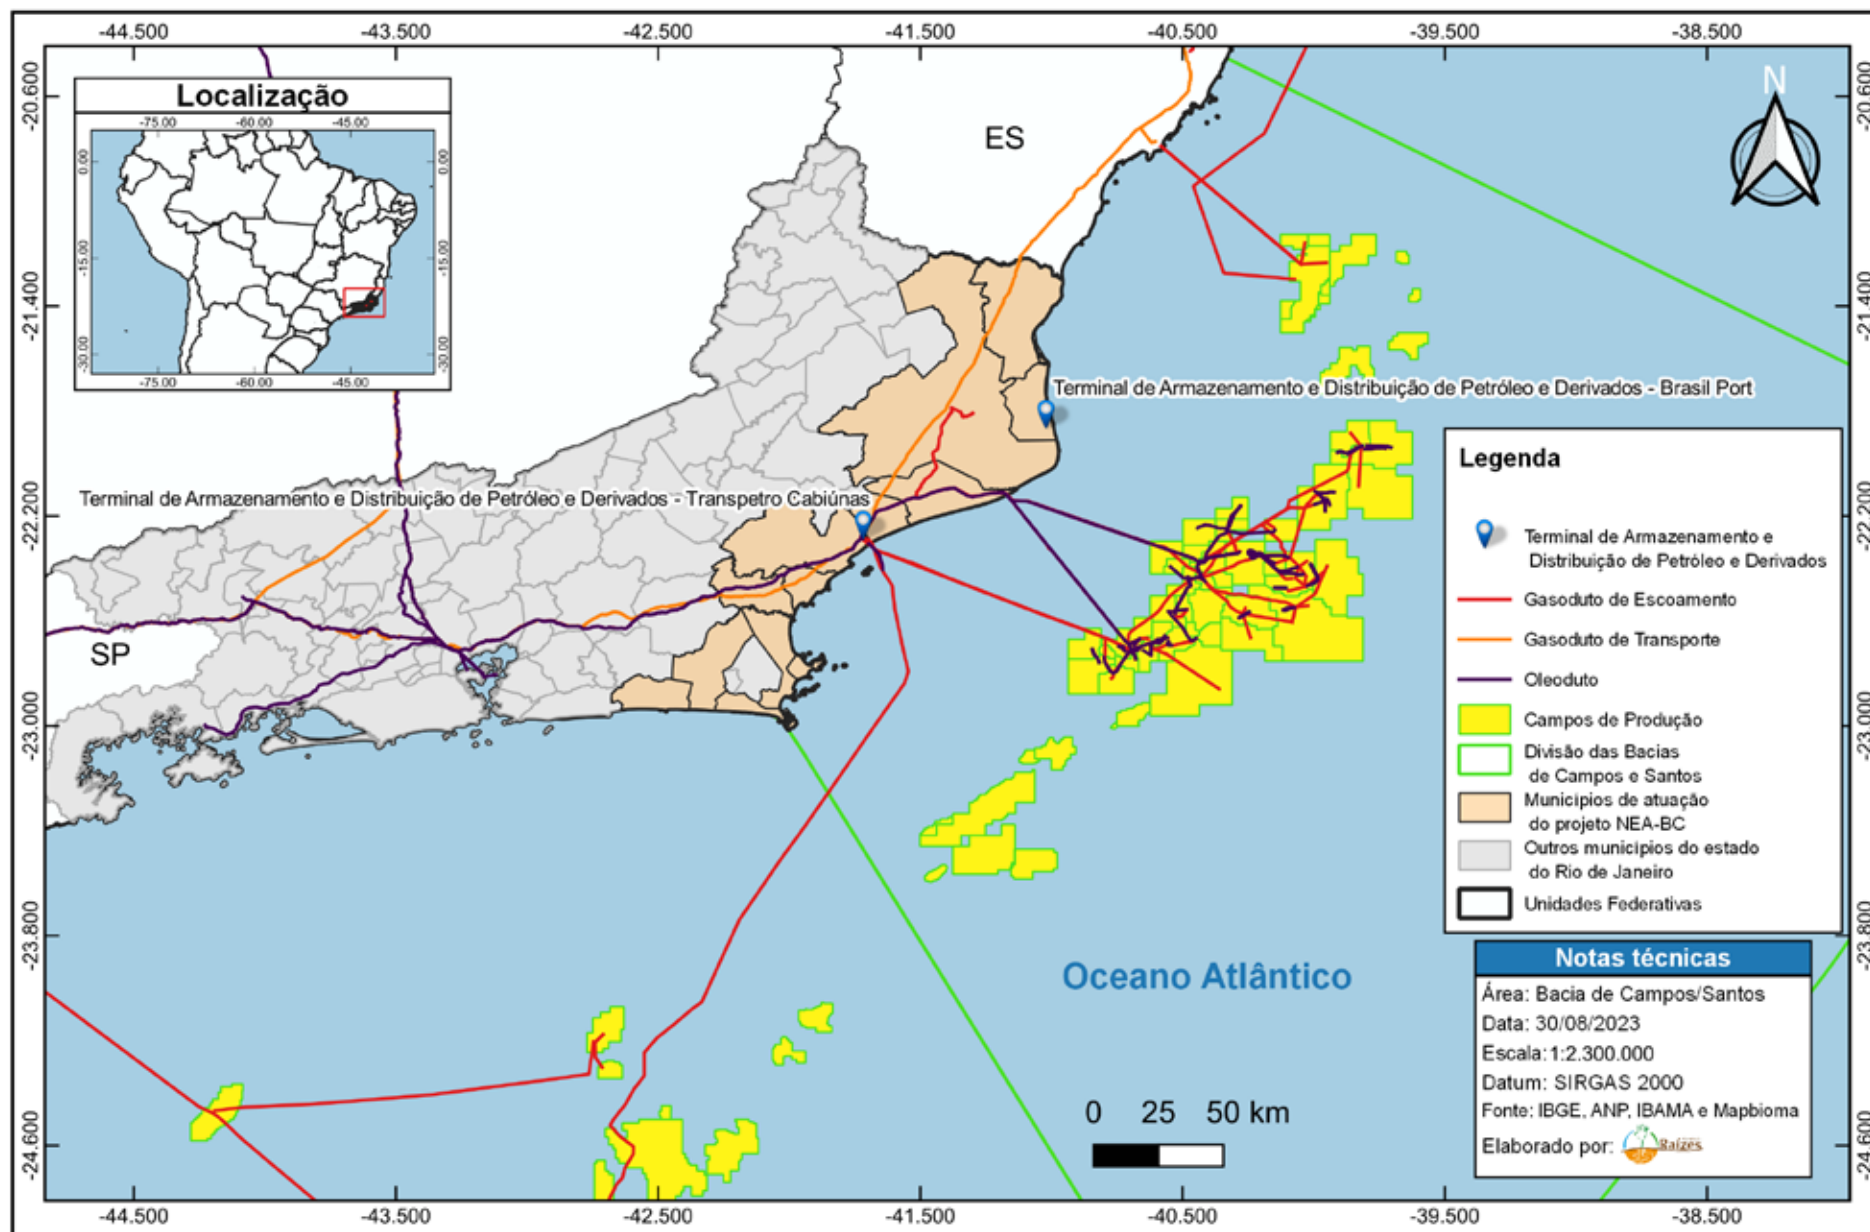 -44.500 -43.500 -42.500 -41.500 -40.500 -39.500 -38.500
-20.600
-21.400
-22.200
-23.000
-23.800
-24.600
Localização
-75.00 -60.00 -45.00
0.00
-15.00
-30.00
0.00
-15.00
-30.00
-75.00 -60.00 -45.00
ES
N
SP
Terminal de Armazenamento e Distribuição de Petróleo e Derivados - Brasil Port
Terminal de Armazenamento e Distribuição de Petróleo e Derivados - Transpetro Cabiúnas
Oceano Atlântico
0 25 50 km
Legenda
Terminal de Armazenamento e
Distribuição de Petróleo e Derivados
Gasoduto de Escoamento
Gasoduto de Transporte
Oleoduto
Campos de Produção
Divisão das Bacias
de Campos e Santos
Municípios de atuação
do projeto NEA-BC
Outros municípios do estado
do Rio de Janeiro
Unidades Federativas
Notas técnicas
Área: Bacia de Campos/Santos
Data: 30/08/2023
Escala:1:2.300.000
Datum: SIRGAS 2000
Fonte: IBGE, ANP, IBAMA e Mapbioma
Elaborado por:
Raízes
-20.600
-21.400
-22.200
-23.000
-23.800
-24.600
-44.500 -43.500 -42.500 -41.500 -40.500 -39.500 -38.500